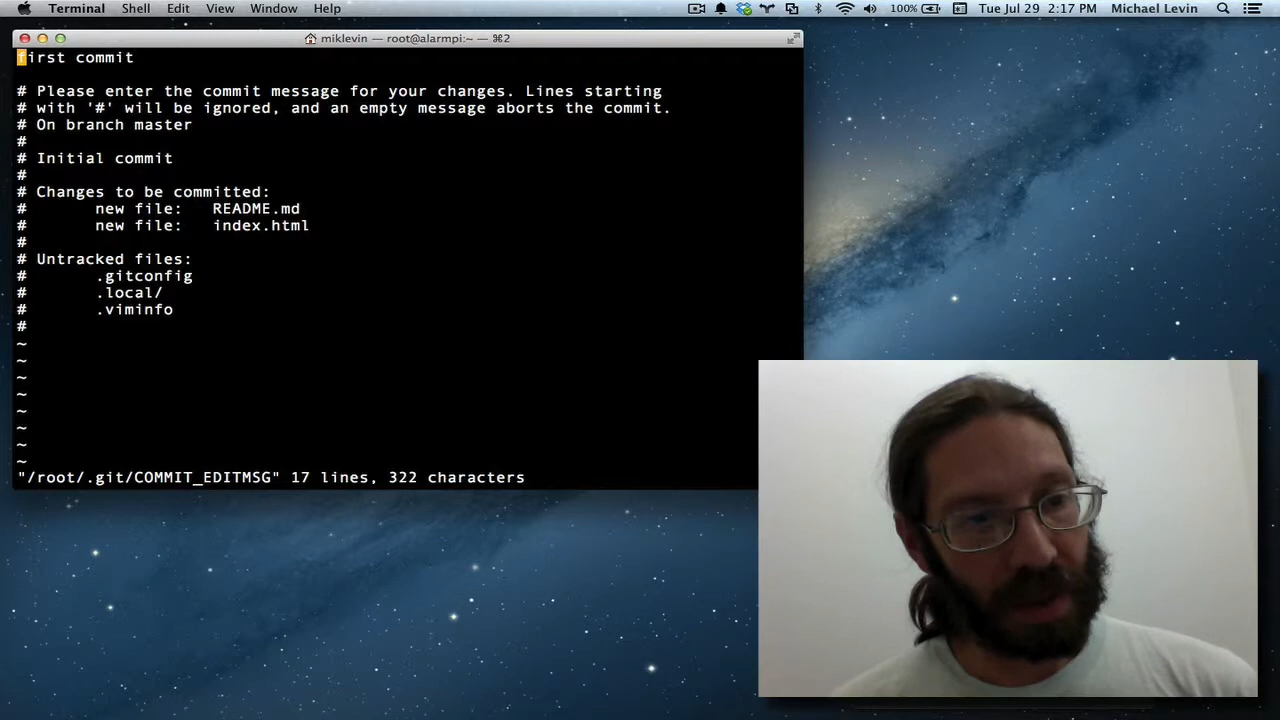 Terminal Shell Edit View Window Help 100% Tue Jul 29 2:17 PM Michael Levin
miklevin — root@alarmpi:~ — ⌘2
first commit
# Please enter the commit message for your changes. Lines starting
# with '#' will be ignored, and an empty message aborts the commit.
# On branch master
#
# Initial commit
#
# Changes to be committed:
#       new file:   README.md
#       new file:   index.html
#
# Untracked files:
#       .gitconfig
#       .local/
#       .viminfo
#
~
~
~
~
~
~
~
~
"/root/.git/COMMIT_EDITMSG" 17 lines, 322 characters